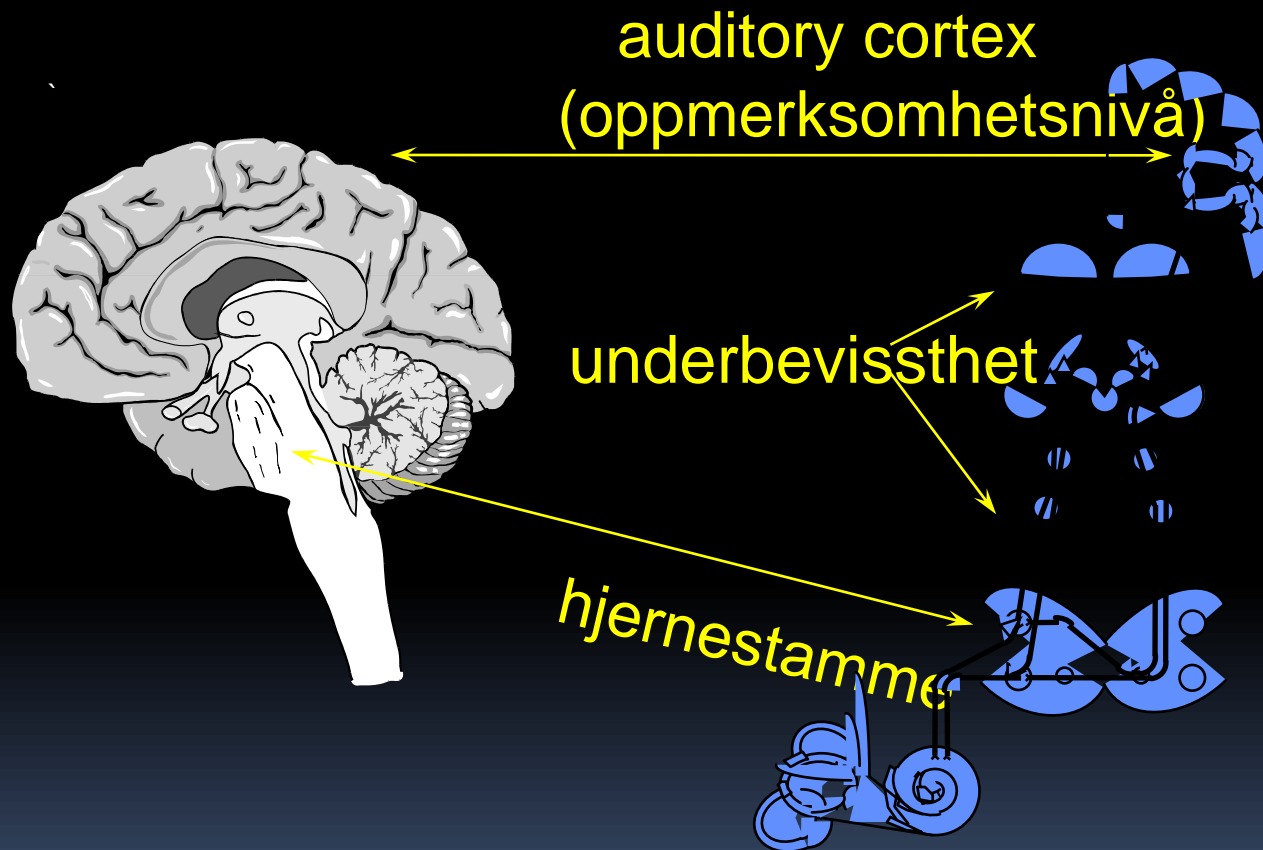 auditory cortex
`
(oppmerksomhetsnivå)
underbevissthet
hjernestamme